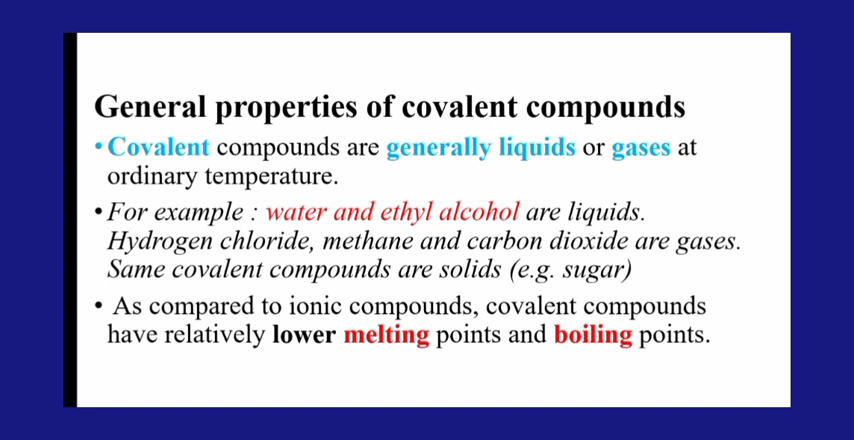 General properties of covalent compounds
•Covalent compounds are generally liquids or gases at
ordinary temperature.
•For example : water and ethyl alcohol are liquids.
Hydrogen chloride, methane and carbon dioxide are gases.
Same covalent compounds are solids (e.g. sugar)
• As compared to ionic compounds, covalent compounds
have relatively lower melting points and boiling points.